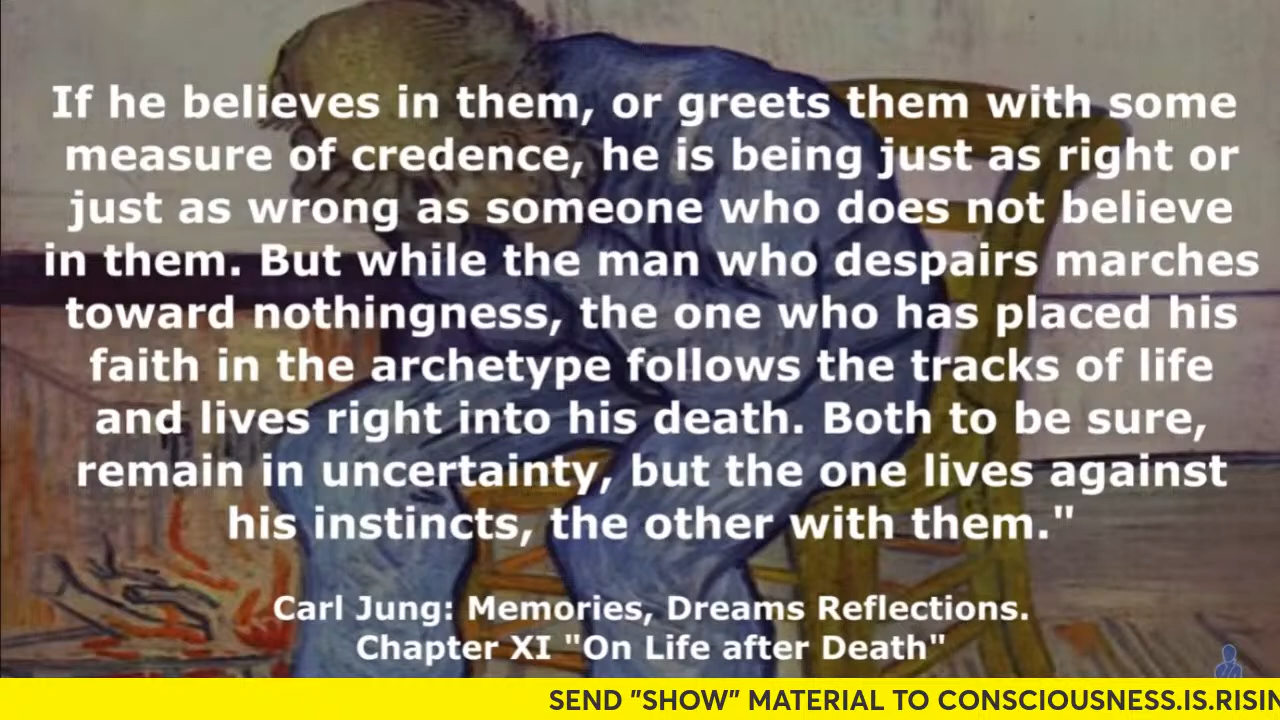 If he believes in them, or greets them with some
measure of credence, he is being just as right or
just as wrong as someone who does not believe
in them. But while the man who despairs marches
toward nothingness, the one who has placed his
faith in the archetype follows the tracks of life
and lives right into his death. Both to be sure,
remain in uncertainty, but the one lives against
his instincts, the other with them."
Carl Jung: Memories, Dreams Reflections.
Chapter XI "On Life after Death"
SEND "SHOW" MATERIAL TO CONSCIOUSNESS.IS.RISIN